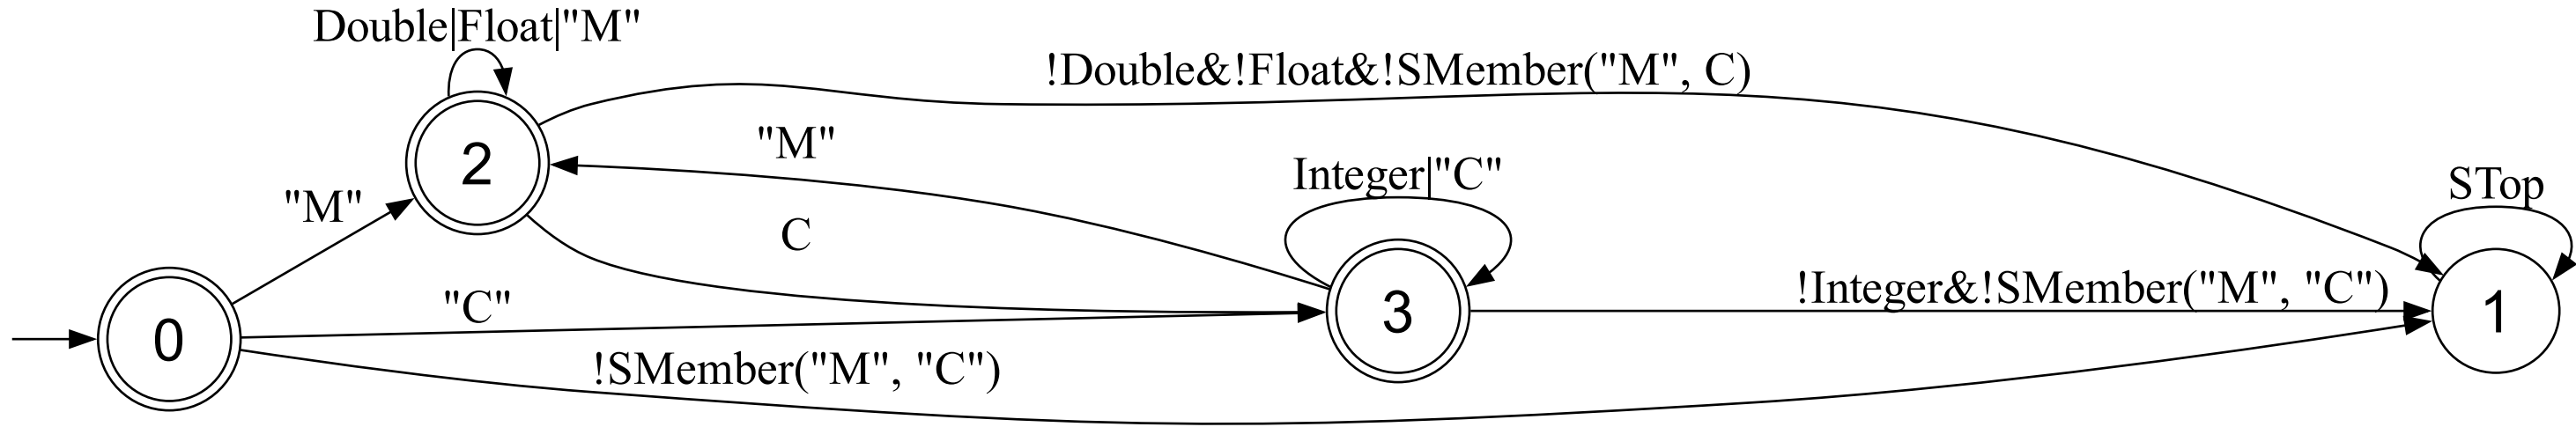 Double|Float|"M"
!Double&!Float&!SMember("M", C)
"M"
2
Integer|"C"
STop
"M"
C
!Integer&!SMember("M", "C")
"C"
3
1
0
!SMember("M", "C")